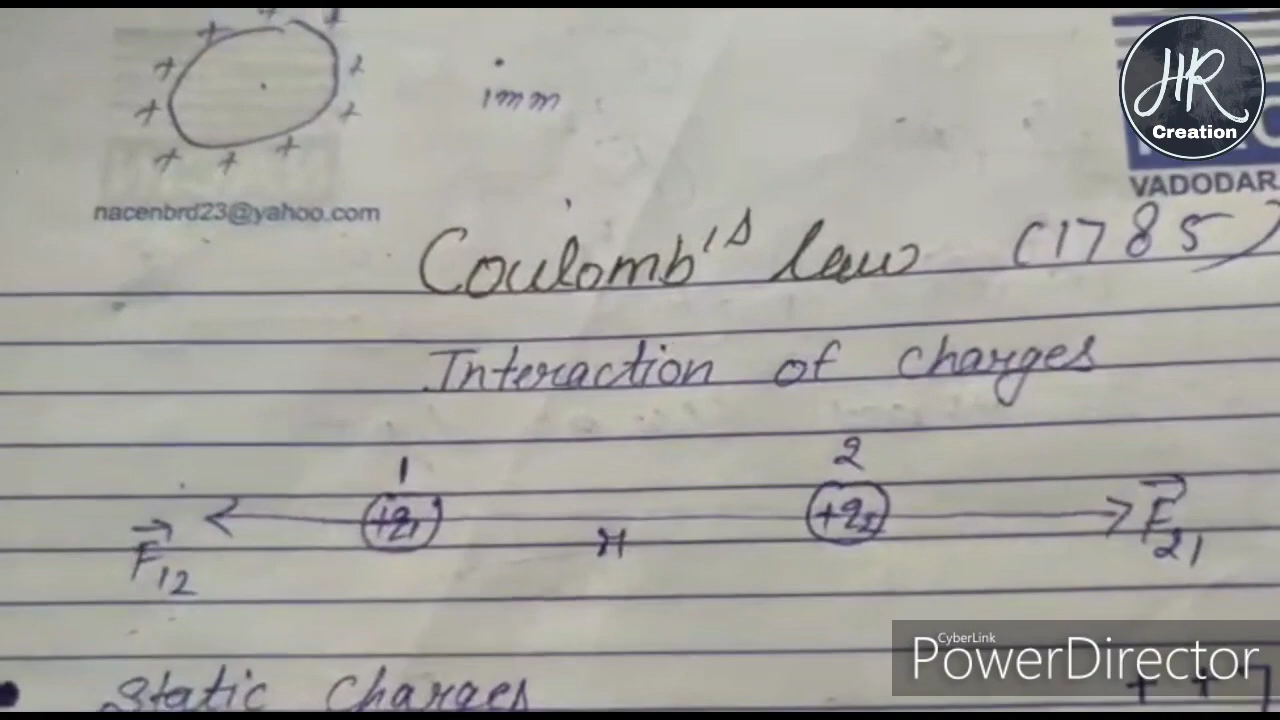 + + + + + + + + + +
1mm
HR
Creation
VADODAR
nacenbrd23@yahoo.com
Coulomb's law (1785)
Interaction of charges
1 2
+q1 +q2
F12 H F21
Static charges
+ +
CyberLink
PowerDirector